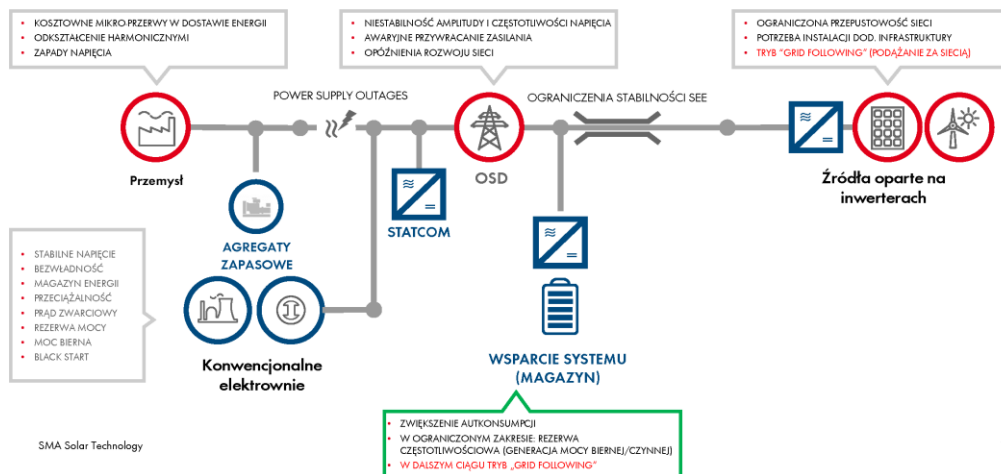 KOSZTOWNE MIKRO-PRZERWY W DOSTAWIE ENERGII
ODKSZTAŁCENIE HARMONICZNYMI
ZAPADY NAPIĘCIA
NIESTABILNOŚĆ AMPLITUDY I CZĘSTOTLIWOŚCI NAPIĘCIA
AWARYJNE PRZYWRACANIE ZASILANIA
OPÓŹNIENIA ROZWOJU SIECI
OGRANICZONA PRZEPUSTOWOŚĆ SIECI
POTRZEBA INSTALACJI DOD. INFRASTRUKTURY
TRYB "GRID FOLLOWING" (PODĄŻANIE ZA SIECIĄ)
POWER SUPPLY OUTAGES
OGRANICZENIA STABILNOŚCI SEE
Przemysł
OSD
Źródła oparte na
inwerterach
AGREGATY
ZAPASOWE
STATCOM
STABILNE NAPIĘCIE
BEZWŁADNOŚĆ
MAGAZYN ENERGII
PRZECIĄŻALNOŚĆ
PRĄD ZWARCIOWY
REZERWA MOCY
MOC BIERNA
BLACK START
Konwencjonalne
elektrownie
WSPARCIE SYSTEMU
(MAGAZYN)
ZWIĘKSZENIE AUTKONSUMPCJI
W OGRANICZONYM ZAKRESIE: REZERWA
CZĘSTOTLIWOŚCIOWA (GENERACJA MOCY BIERNEJ/CZYNNEJ)
W DALSZYM CIĄGU TRYB „GRID FOLLOWING"
SMA Solar Technology